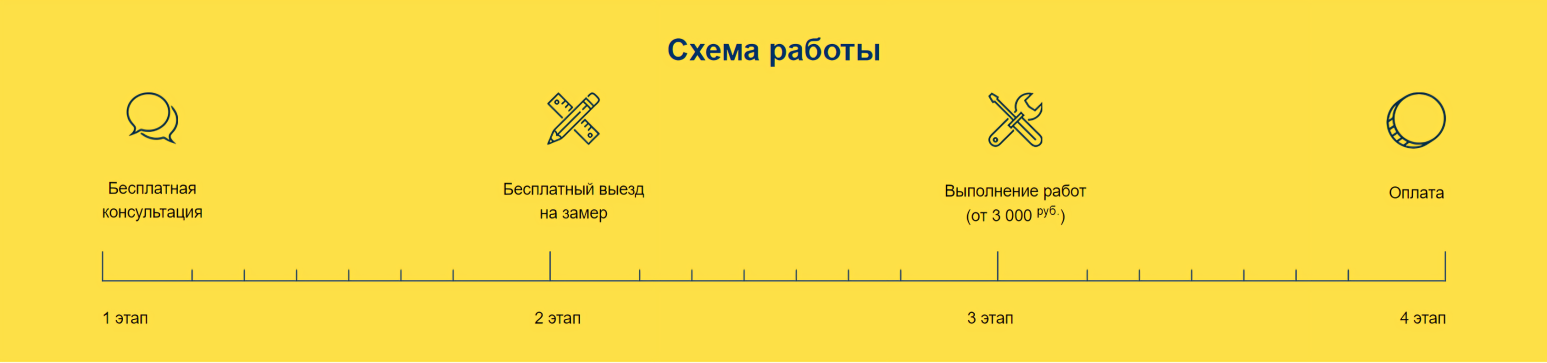 Схема работы
Бесплатная
консультация
Бесплатный выезд
на замер
Выполнение работ
(от 3 000 руб.)
Оплата
1 этап
2 этап
3 этап
4 этап